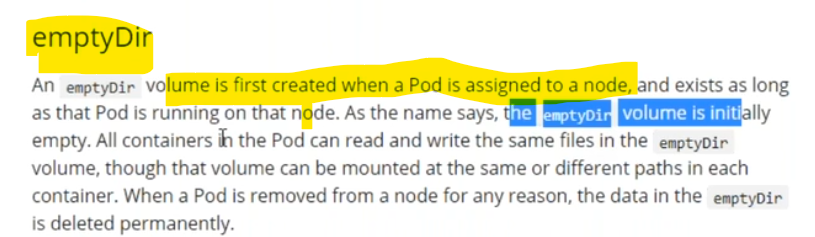 emptyDir
An emptyDir volume is first created when a Pod is assigned to a node, and exists as long
as that Pod is running on that node. As the name says, the emptyDir volume is initially
empty. All containers in the Pod can read and write the same files in the emptyDir
volume, though that volume can be mounted at the same or different paths in each
container. When a Pod is removed from a node for any reason, the data in the emptyDir
is deleted permanently.